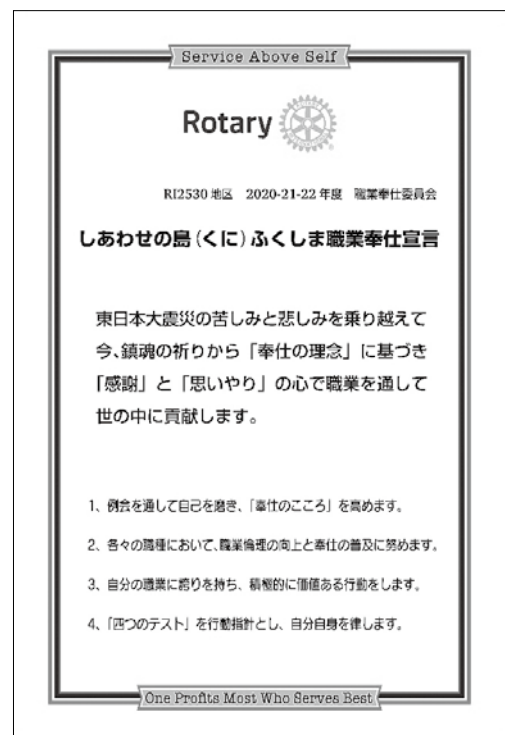 Service Above Self
Rotary
RI2530 地区 2020-21-22 年度 職業奉仕委員会
しあわせの島(くに)ふくしま職業奉仕宣言
東日本大震災の苦しみと悲しみを乗り越えて
今、鎮魂の祈りから「奉仕の理念」に基づき
「感謝」と「思いやり」の心で職業を通して
世の中に貢献します。
1、例会を通して自己を磨き、「奉仕のこころ」を高めます。
2、各々の職種において、職業倫理の向上と奉仕の普及に努めます。
3、自分の職業に誇りを持ち、積極的に価値ある行動をします。
4、「四つのテスト」を行動指針とし、自分自身を律します。
One Profits Most Who Serves Best